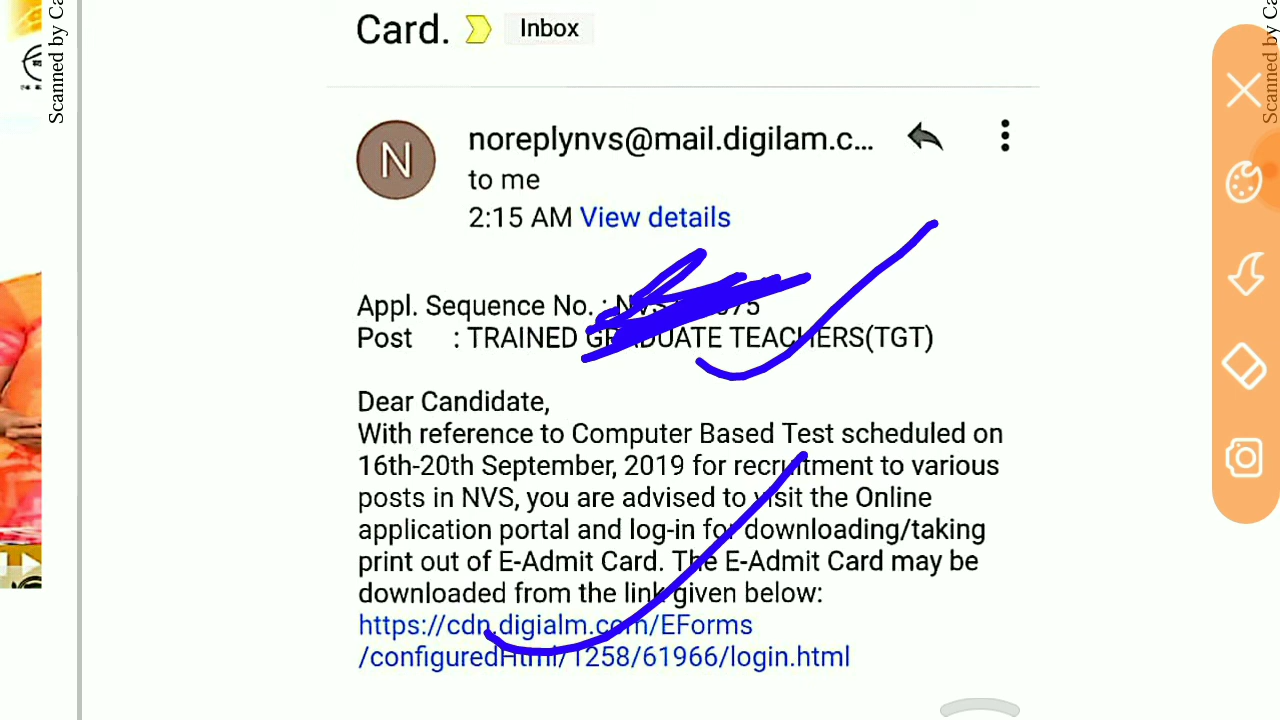 Scanned by Ca
Card.
Inbox
N
noreplynvs@mail.digilam.c...
to me
2:15 AM View details
Appl. Sequence No. :
Post : TRAINED GRADUATE TEACHERS(TGT)
Dear Candidate,
With reference to Computer Based Test scheduled on
16th-20th September, 2019 for recruitment to various
posts in NVS, you are advised to visit the Online
application portal and log-in for downloading/taking
print out of E-Admit Card. The E-Admit Card may be
downloaded from the link given below:
https://cdn.digialm.com/EForms
/configuredHtml/1258/61966/login.html
Scanned by Ca